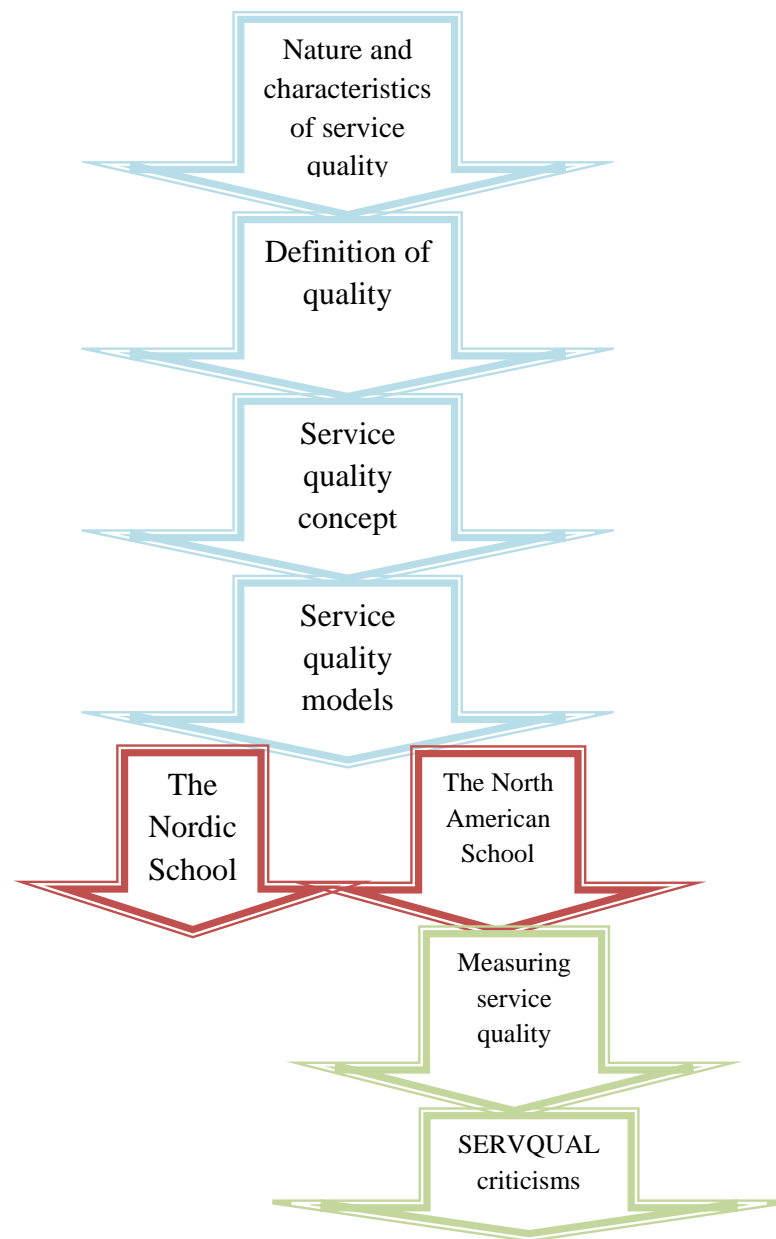 Nature and
characteristics
of service
quality
Definition of
quality
Service
quality
concept
Service
quality
models
The
Nordic
School
The North
American
School
Measuring
service
quality
SERVQUAL
criticisms